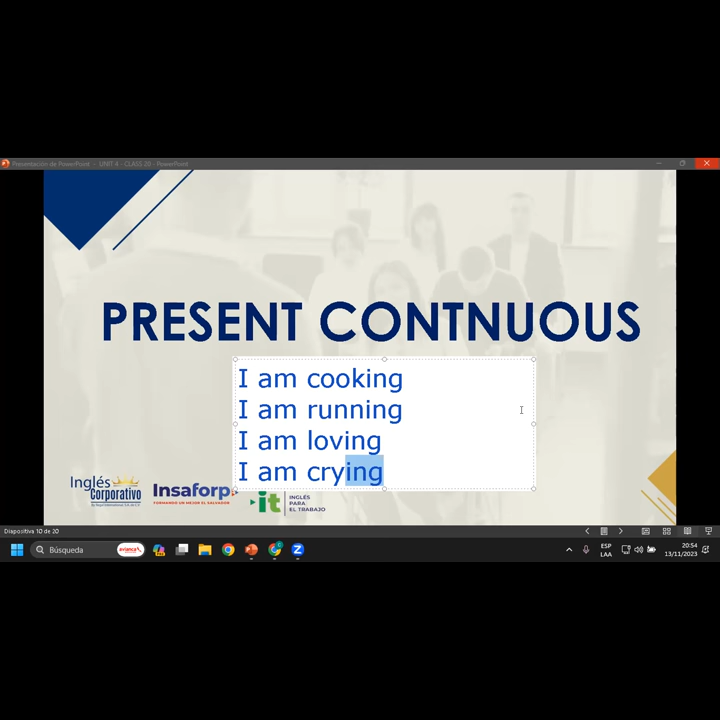 Presentación de PowerPoint - UNIT 4 - CLASS 20 - PowerPoint
PRESENT CONTNUOUS
I am cooking
I am running
I am loving
I am crying
Inglés
Corporativo
Insaforp
FORMANDO UN MEJOR EL SALVADOR
it
INGLÉS
PARA
EL TRABAJO
Diapositiva 10 de 20
Búsqueda
avianca
ESP
LAA
20:54
13/11/2023